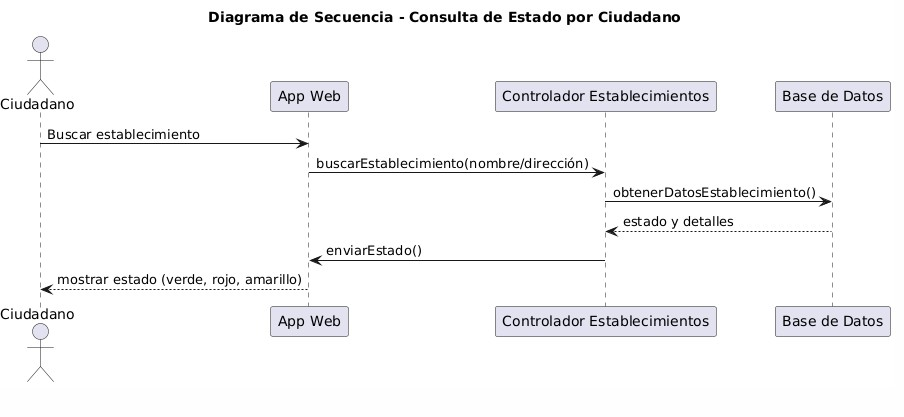 Diagrama de Secuencia - Consulta de Estado por Ciudadano
Ciudadano
App Web
Controlador Establecimientos
Base de Datos
Buscar establecimiento
buscarEstablecimiento(nombre/dirección)
obtenerDatosEstablecimiento()
estado y detalles
enviarEstado()
mostrar estado (verde, rojo, amarillo)
Ciudadano
App Web
Controlador Establecimientos
Base de Datos